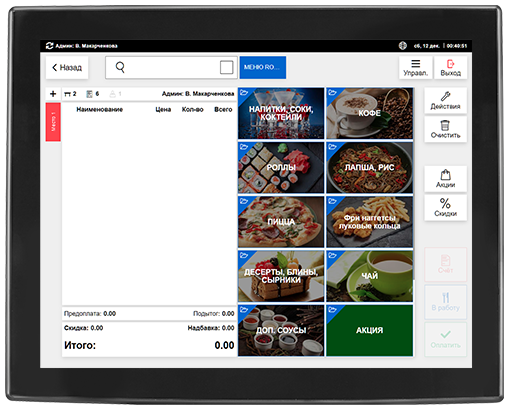 Админ: В. Макарченкова
сб, 12 дек. | 00:40:51
Назад
МЕНЮ RO...
Управл.
Выход
2 6 1 Админ: В. Макарченкова
Место 1
Наименование Цена Кол-во Всего
НАПИТКИ, СОКИ,
КОКТЕЙЛИ
КОФЕ
РОЛЛЫ
ЛАПША, РИС
ПИЦЦА
Фри наггетсы
луковые кольца
ДЕСЕРТЫ, БЛИНЫ,
СЫРНИКИ
ЧАЙ
ДОП. СОУСЫ
АКЦИЯ
Действия
Очистить
Акции
%
Скидки
Счёт
В работу
Оплатить
Предоплата: 0.00 Подытог: 0.00
Скидка: 0.00 Надбавка: 0.00
Итого: 0.00